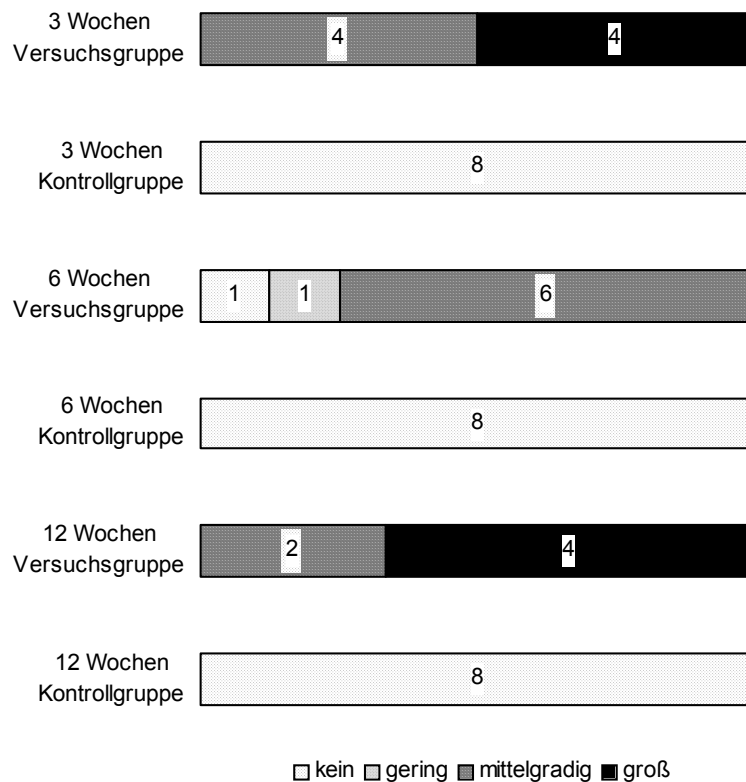 3 Wochen
Versuchsgruppe
4
4
3 Wochen
Kontrollgruppe
8
6 Wochen
Versuchsgruppe
1
1
6
6 Wochen
Kontrollgruppe
8
12 Wochen
Versuchsgruppe
2
4
12 Wochen
Kontrollgruppe
8
kein gering mittelgradig groß